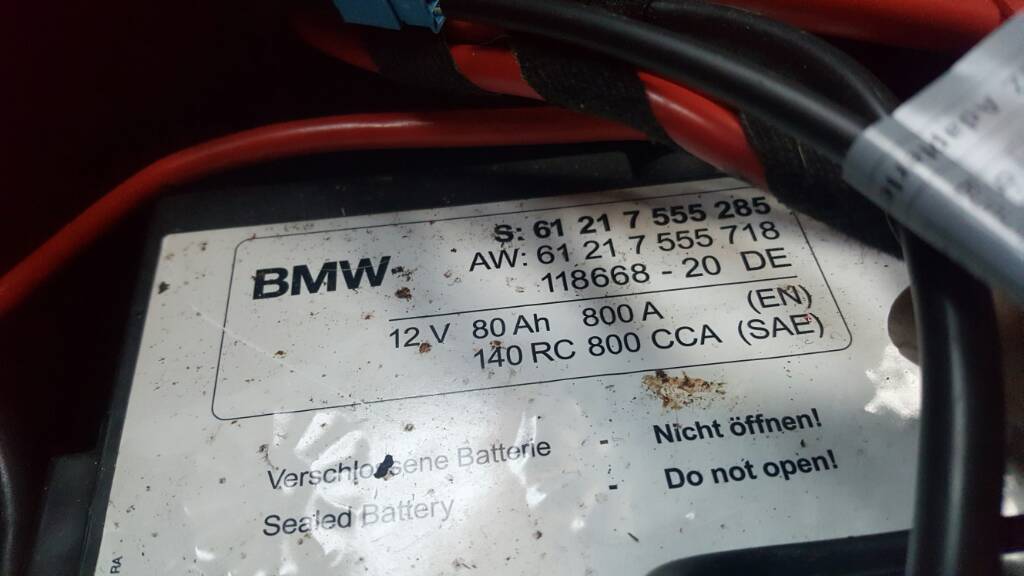 S: 61 21 7 555 285
BMW
AW: 61 21 7 555 718
118668 - 20 DE
12 V 80 Ah 800 A (EN)
140 RC 800 CCA (SAE)
Verschlossene Batterie - Nicht öffnen!
Sealed Battery - Do not open!
RA